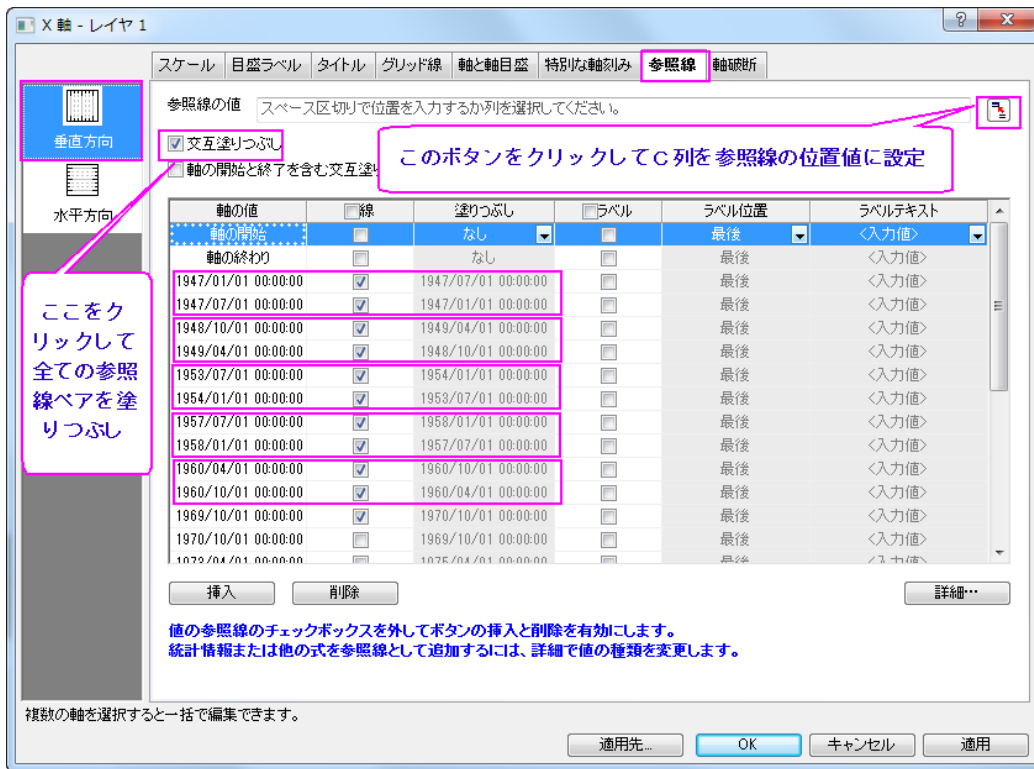 X 軸 - レイヤ 1
スケール 目盛ラベル タイトル グリッド線 軸と軸目盛 特別な軸刻み 参照線 軸破断
垂直方向
水平方向
参照線の値 スペース区切りで位置を入力するか列を選択してください。
交互塗りつぶし
このボタンをクリックしてC列を参照線の位置値に設定
軸の開始と終了を含む交互塗り
軸の値 線 塗りつぶし ラベル ラベル位置 ラベルテキスト
軸の開始 なし 最後 <入力値>
軸の終わり なし 最後 <入力値>
1947/01/01 00:00:00 1947/07/01 00:00:00 最後 <入力値>
1947/07/01 00:00:00 1947/01/01 00:00:00 最後 <入力値>
1948/10/01 00:00:00 1949/04/01 00:00:00 最後 <入力値>
1949/04/01 00:00:00 1948/10/01 00:00:00 最後 <入力値>
1953/07/01 00:00:00 1954/01/01 00:00:00 最後 <入力値>
1954/01/01 00:00:00 1953/07/01 00:00:00 最後 <入力値>
1957/07/01 00:00:00 1958/01/01 00:00:00 最後 <入力値>
1958/01/01 00:00:00 1957/07/01 00:00:00 最後 <入力値>
1960/04/01 00:00:00 1960/10/01 00:00:00 最後 <入力値>
1960/10/01 00:00:00 1960/04/01 00:00:00 最後 <入力値>
1969/10/01 00:00:00 1970/10/01 00:00:00 最後 <入力値>
1970/10/01 00:00:00 1969/10/01 00:00:00 最後 <入力値>
1973/04/01 00:00:00 1975/04/01 00:00:00 最後 <入力値>
ここをク
リックして
全ての参照
線ペアを塗
りつぶし
挿入 削除 詳細…
値の参照線のチェックボックスを外してボタンの挿入と削除を有効にします。
統計情報または他の式を参照線として追加するには、詳細で値の種類を変更します。
複数の軸を選択すると一括で編集できます。
適用先... OK キャンセル 適用